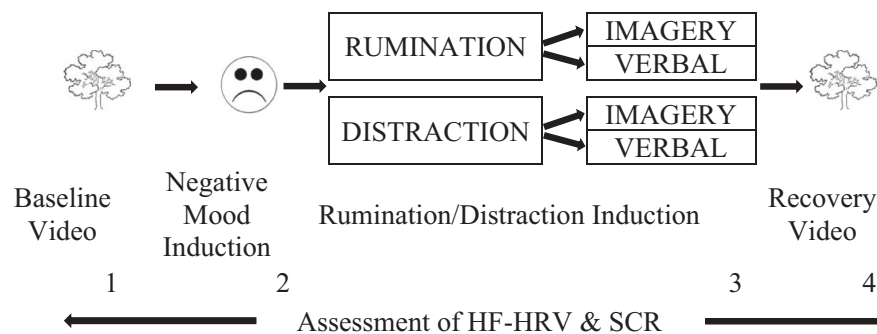 RUMINATION
IMAGERY
VERBAL
DISTRACTION
IMAGERY
VERBAL
Baseline
Video
Negative
Mood
Induction
Rumination/Distraction Induction
Recovery
Video
1 2 3 4
Assessment of HF-HRV & SCR